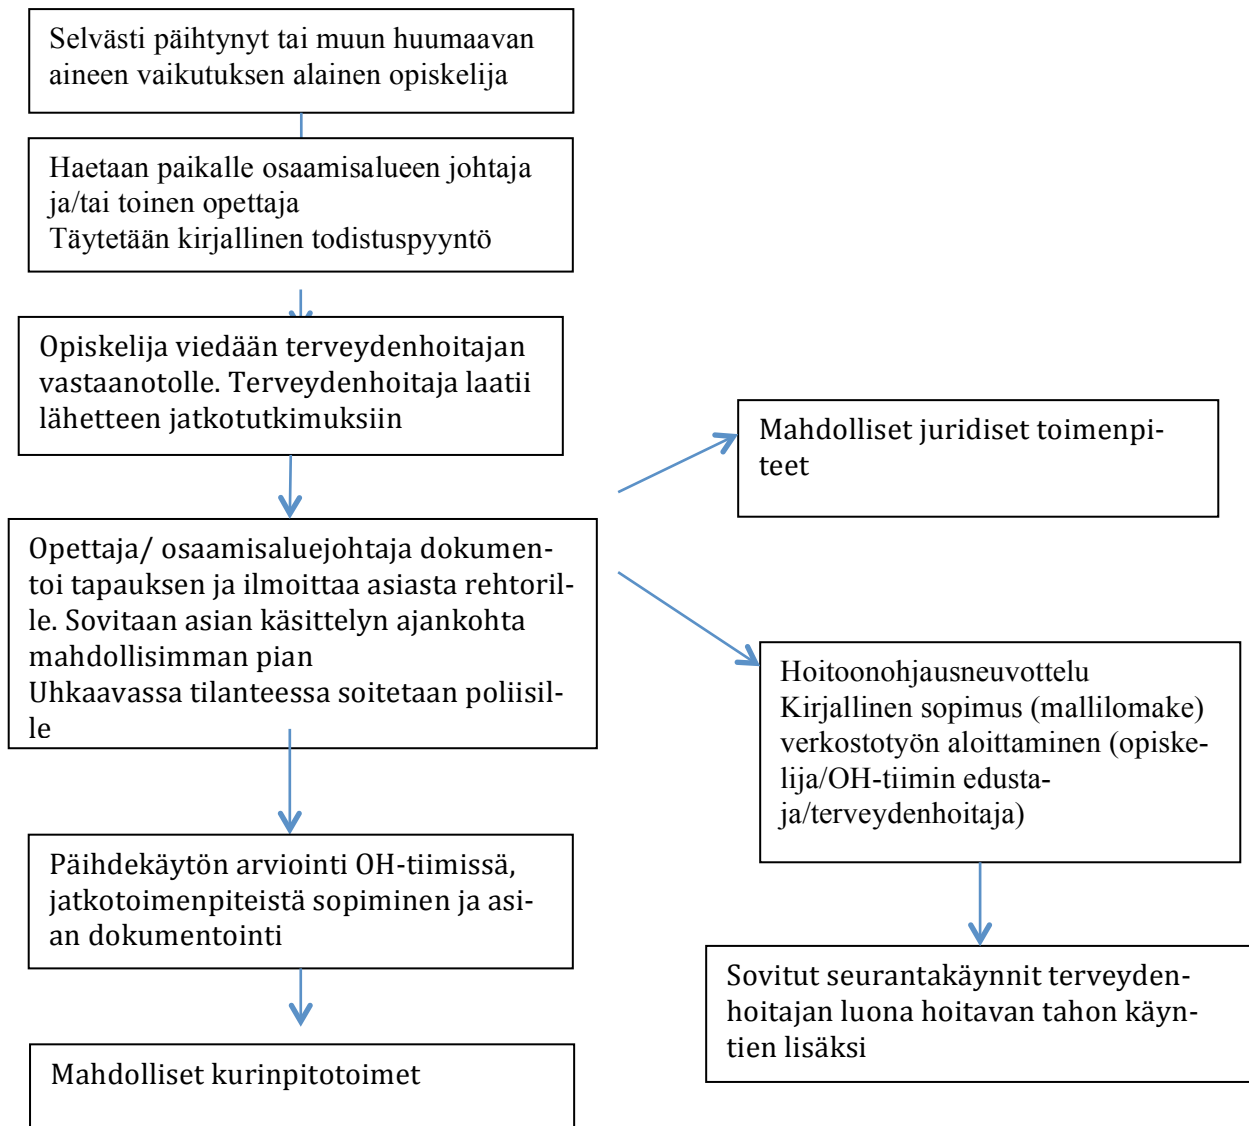 Selvästi päihtynyt tai muun huumaavan
aineen vaikutuksen alainen opiskelija
Haetaan paikalle osaamisalueen johtaja
ja/tai toinen opettaja
Täytetään kirjallinen todistuspyyntö
Opiskelija viedään terveydenhoitajan
vastaanotolle. Terveydenhoitaja laatii
lähetteen jatkotutkimuksiin
Opettaja/ osaamisaluejohtaja dokumen-
toi tapauksen ja ilmoittaa asiasta rehtoril-
le. Sovitaan asian käsittelyn ajankohta
mahdollisimman pian
Uhkaavassa tilanteessa soitetaan poliisil-
le
Päihdekäytön arviointi OH-tiimissä,
jatkotoimenpiteistä sopiminen ja asi-
an dokumentointi
Mahdolliset kurinpitotoimet
Mahdolliset juridiset toimenpi-
teet
Hoitoonohjausneuvottelu
Kirjallinen sopimus (mallilomake)
verkostotyön aloittaminen (opiske-
lija/OH-tiimin edusta-
ja/terveydenhoitaja)
Sovitut seurantakäynnit terveyden-
hoitajan luona hoitavan tahon käyn-
tien lisäksi